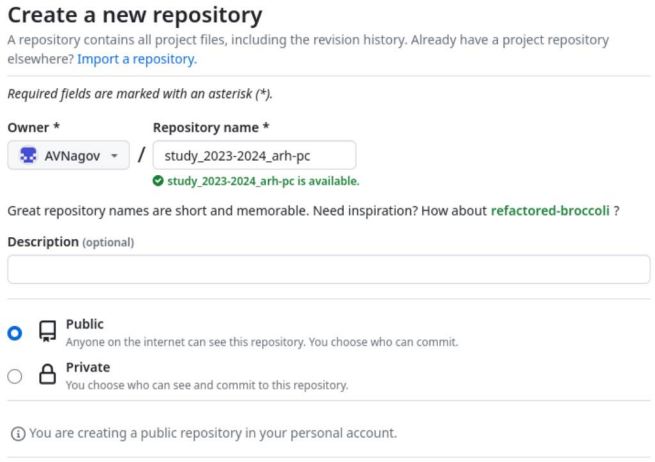 Create a new repository
A repository contains all project files, including the revision history. Already have a project repository
elsewhere? Import a repository.
Required fields are marked with an asterisk (*).
Owner * Repository name *
AVNagov / study_2023-2024_arh-pc
study_2023-2024_arh-pc is available.
Great repository names are short and memorable. Need inspiration? How about refactored-broccoli ?
Description (optional)
Public
Anyone on the internet can see this repository. You choose who can commit.
Private
You choose who can see and commit to this repository.
You are creating a public repository in your personal account.